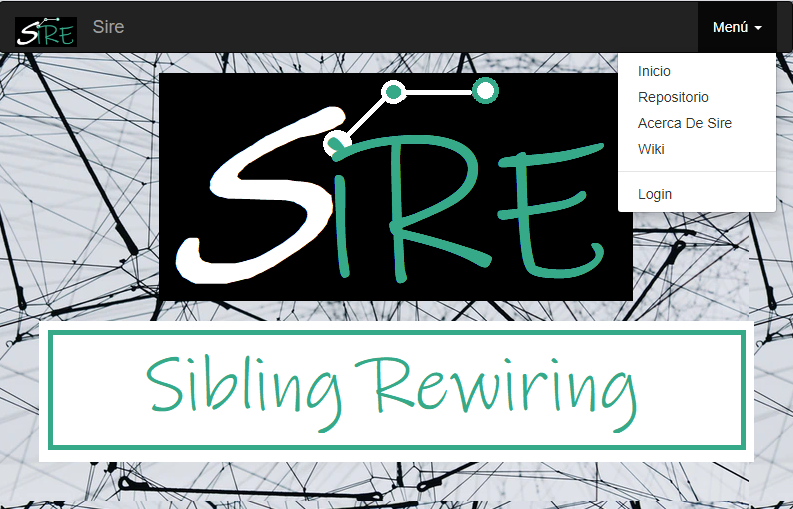 SiRE Sire Menú
Inicio
Repositorio
Acerca De Sire
Wiki
Login
SiRE
Sibling Rewiring